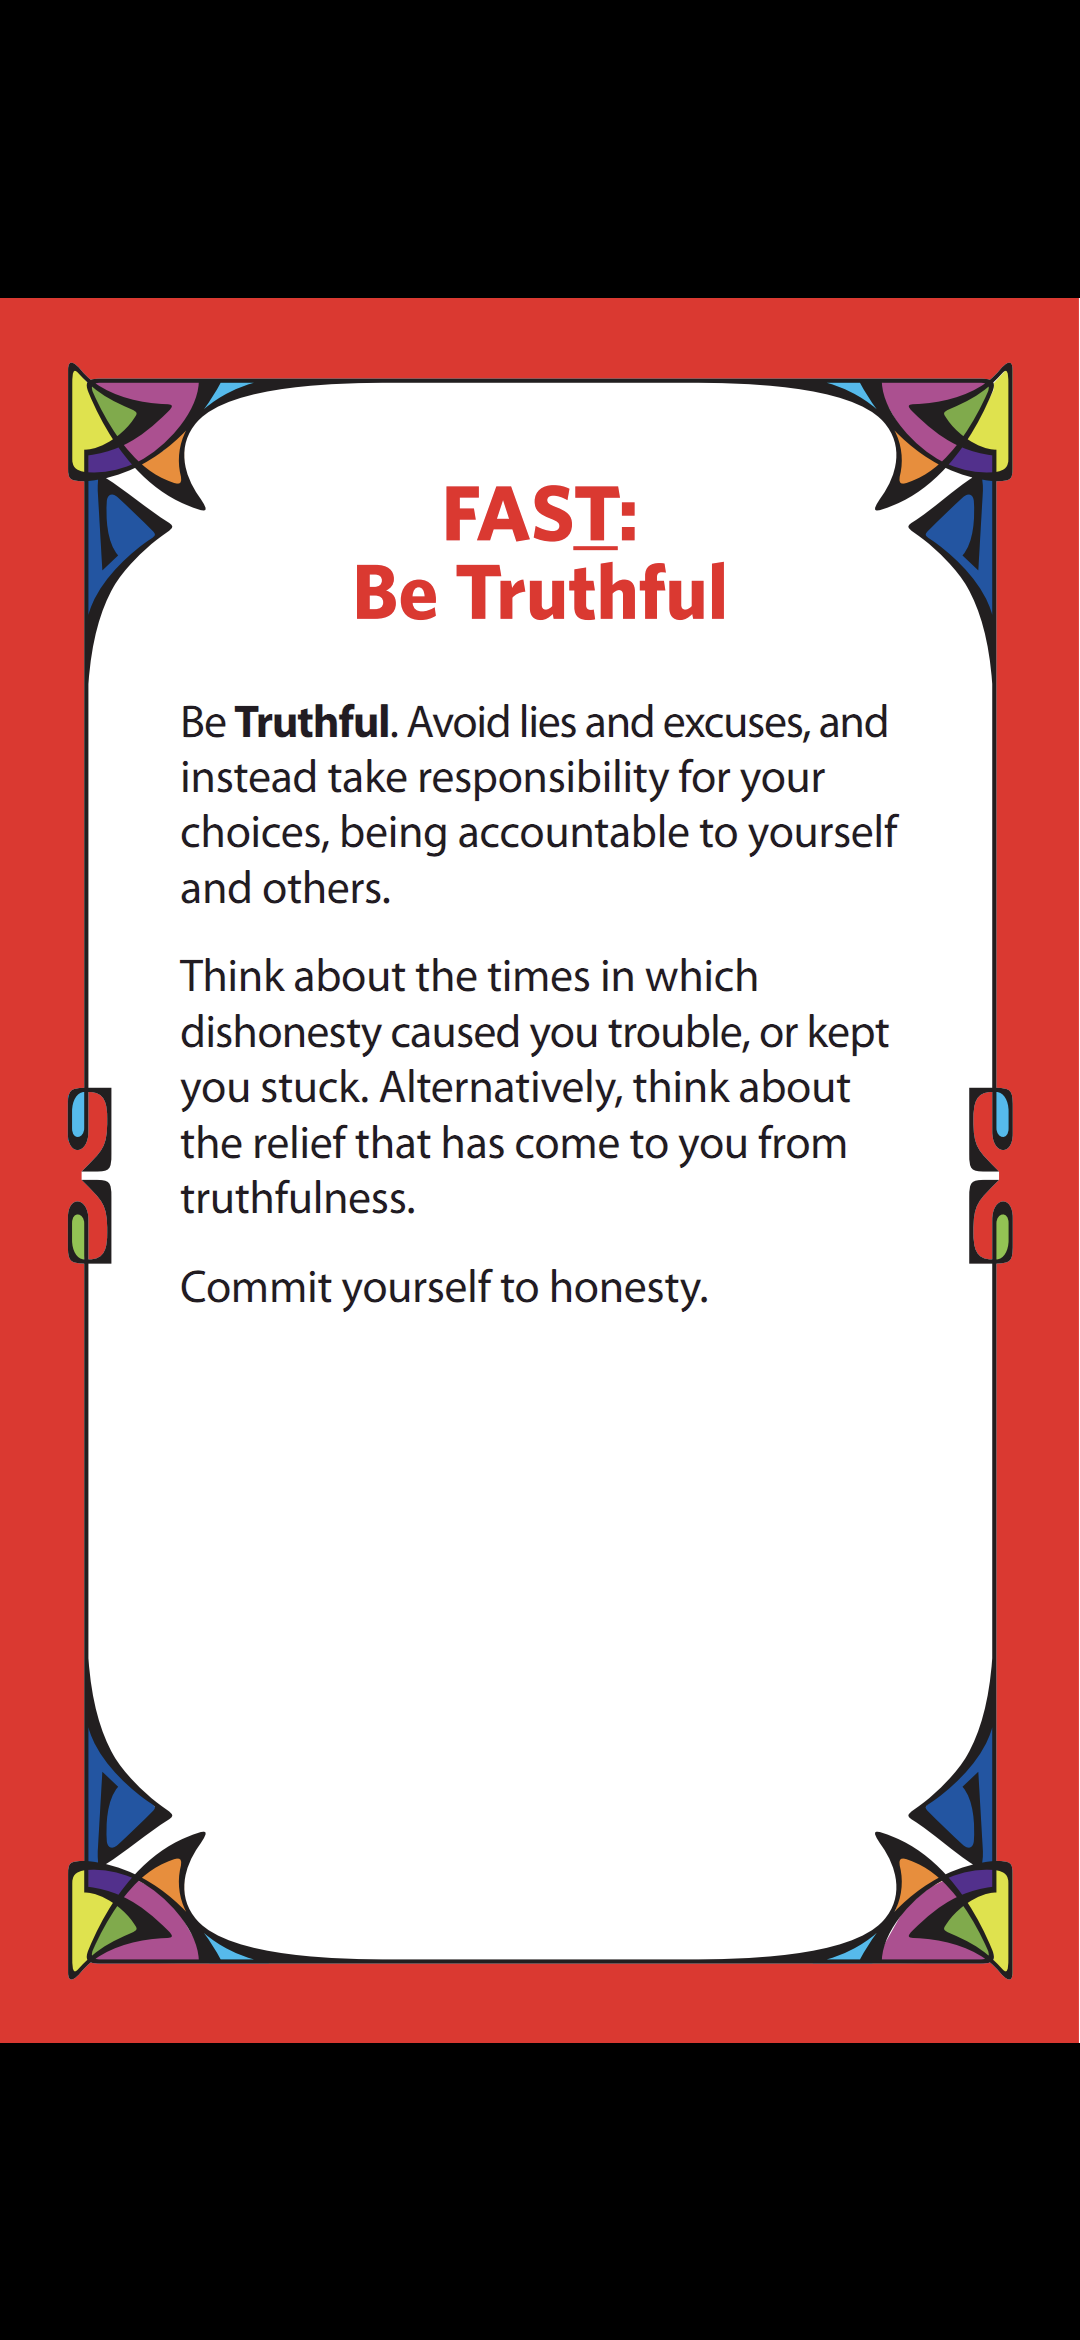 FAST:
Be Truthful
Be Truthful. Avoid lies and excuses, and
instead take responsibility for your
choices, being accountable to yourself
and others.
Think about the times in which
dishonesty caused you trouble, or kept
you stuck. Alternatively, think about
the relief that has come to you from
truthfulness.
Commit yourself to honesty.